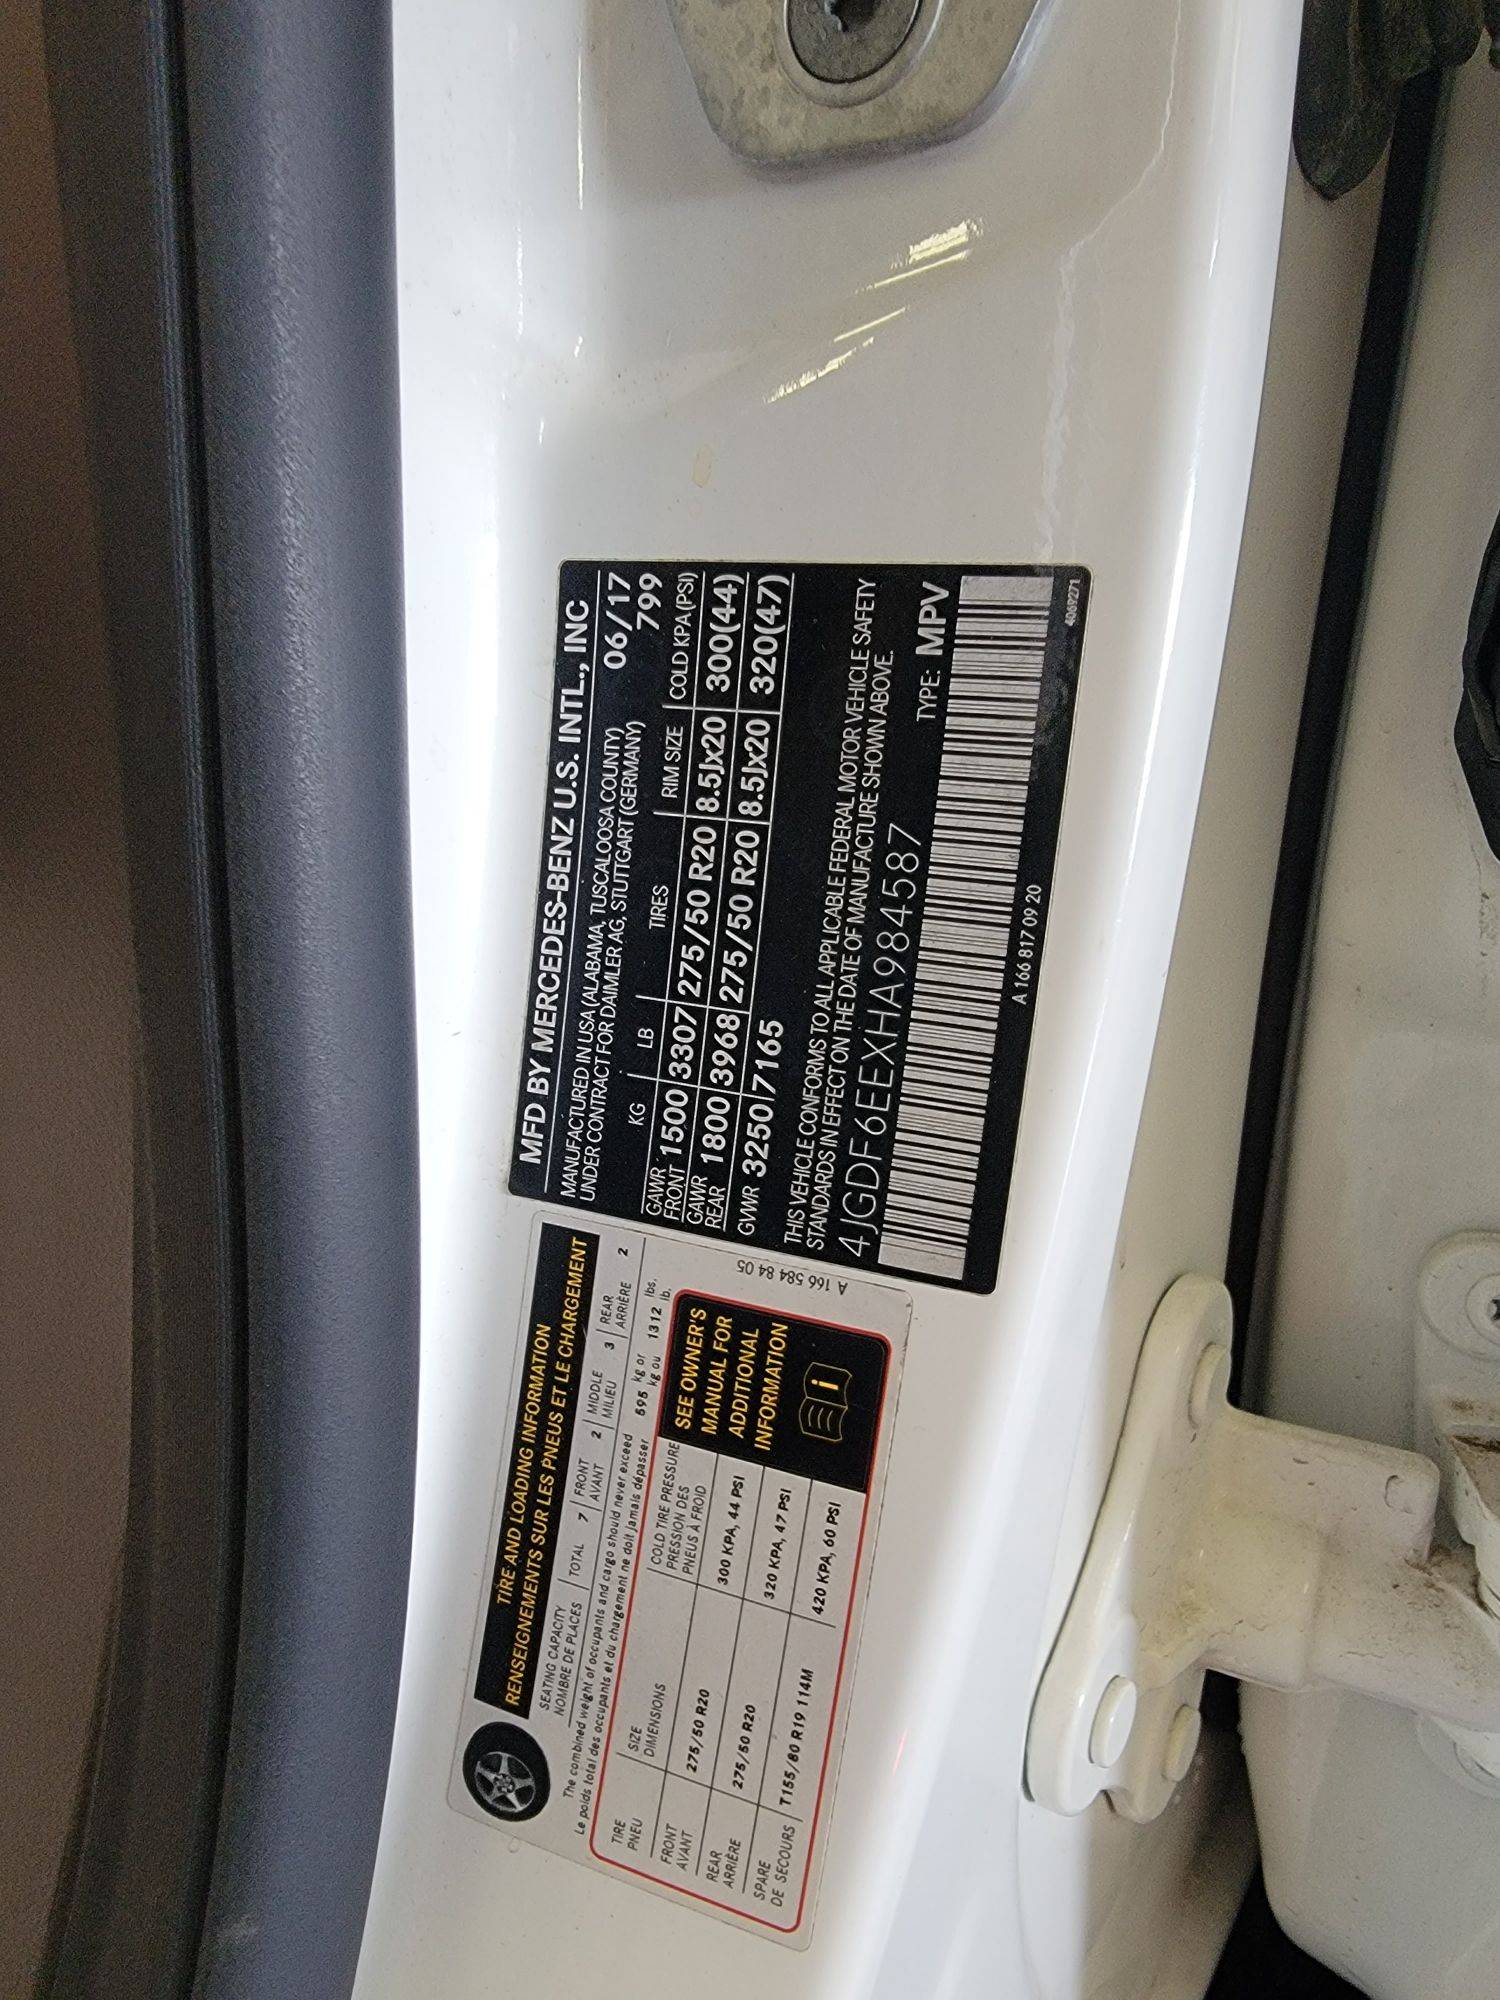 MFD BY MERCEDES-BENZ U.S. INTL., INC
MANUFACTURED IN USA (ALABAMA, TUSCALOOSA COUNTY) 06/17
UNDER CONTRACT FOR DAIMLER AG, STUTTGART (GERMANY) 799
KG LB TIRES RIM SIZE COLD KPA (PSI)
GAWR FRONT 1500 3307 275/50 R20 8.5Jx20 300(44)
GAWR REAR 1800 3968 275/50 R20 8.5Jx20 320(47)
GVWR 3250 7165
THIS VEHICLE CONFORMS TO ALL APPLICABLE FEDERAL MOTOR VEHICLE SAFETY
STANDARDS IN EFFECT ON THE DATE OF MANUFACTURE SHOWN ABOVE.
4JGDF6EEXHA984587 TYPE: MPV
A 166 817 09 20
4069271
TIRE AND LOADING INFORMATION
RENSEIGNEMENTS SUR LES PNEUS ET LE CHARGEMENT
SEATING CAPACITY TOTAL 7 FRONT 2 MIDDLE 3 REAR 2
NOMBRE DE PLACES AVANT MILIEU ARRIÈRE
The combined weight of occupants and cargo should never exceed 595 kg or 1312 lbs.
Le poids total des occupants et du chargement ne doit jamais dépasser kg ou lb.
TIRE SIZE COLD TIRE PRESSURE
PNEU DIMENSIONS PRESSION DES
PNEUS À FROID
FRONT 275/50 R20 300 KPA, 44 PSI
AVANT
REAR 275/50 R20 320 KPA, 47 PSI
ARRIÈRE
SPARE T155/80 R19 114M 420 KPA, 60 PSI
DE SECOURS
SEE OWNER'S
MANUAL FOR
ADDITIONAL
INFORMATION
i
A 166 584 84 05